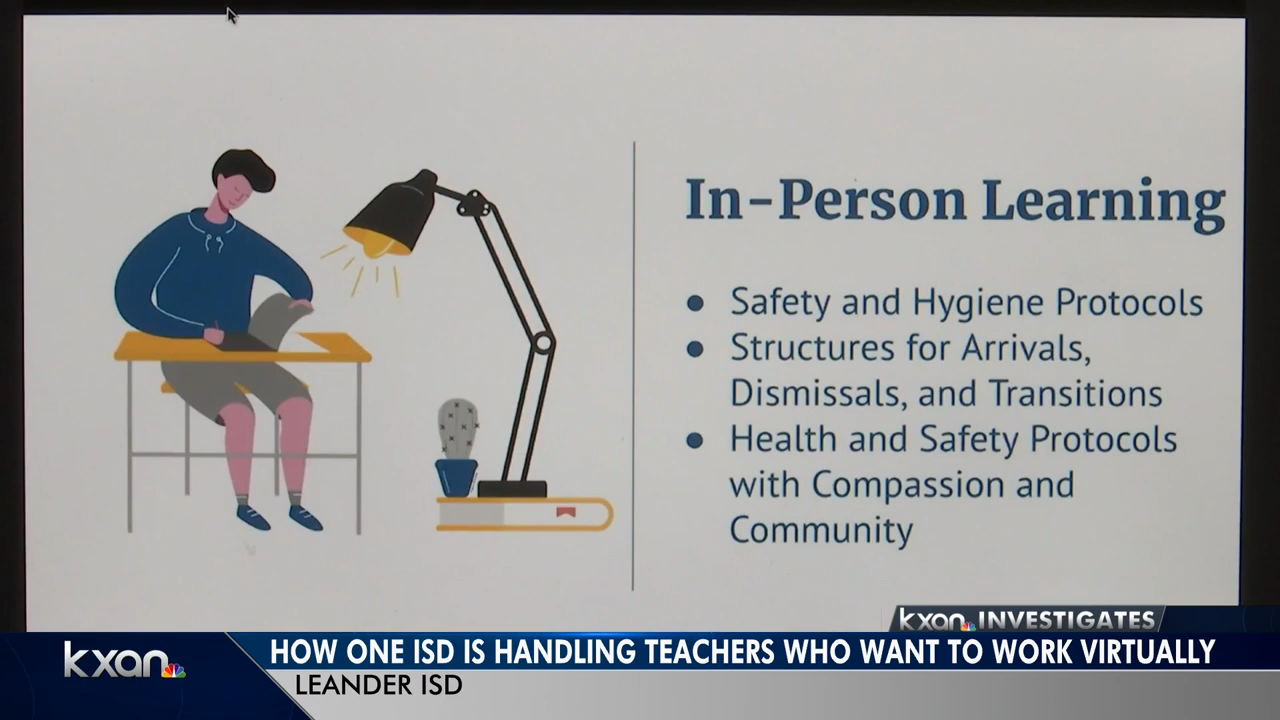 In-Person Learning
● Safety and Hygiene Protocols
● Structures for Arrivals,
Dismissals, and Transitions
● Health and Safety Protocols
with Compassion and
Community
kxan INVESTIGATES
kxan
HOW ONE ISD IS HANDLING TEACHERS WHO WANT TO WORK VIRTUALLY
LEANDER ISD